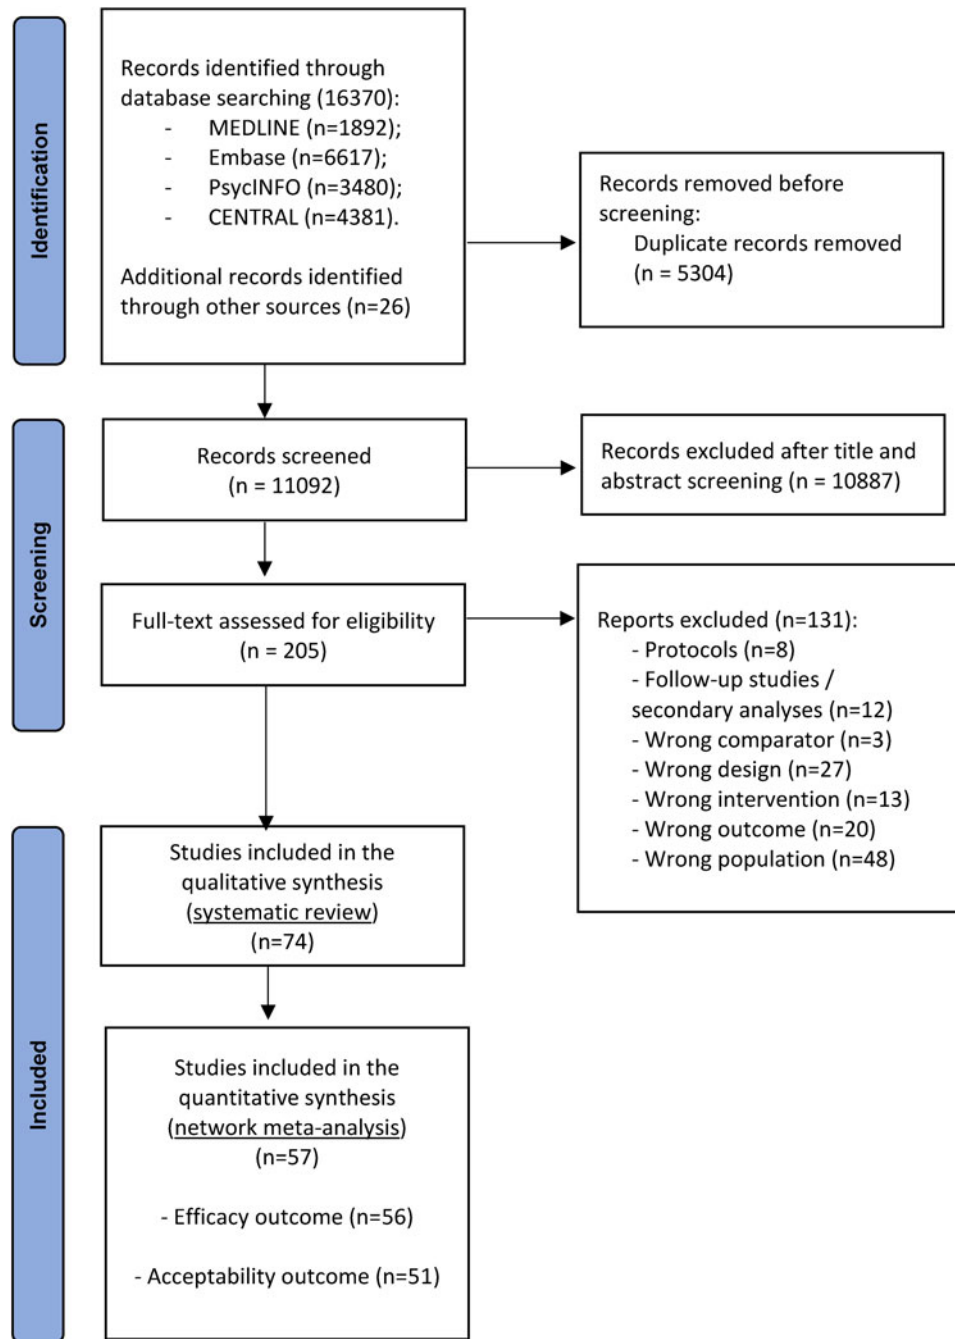 Identification
Records identified through
database searching (16370):
- MEDLINE (n=1892);
- Embase (n=6617);
- PsycINFO (n=3480);
- CENTRAL (n=4381).
Additional records identified
through other sources (n=26)
Records removed before
screening:
Duplicate records removed
(n = 5304)
Screening
Records screened
(n = 11092)
Records excluded after title and
abstract screening (n = 10887)
Full-text assessed for eligibility
(n = 205)
Reports excluded (n=131):
- Protocols (n=8)
- Follow-up studies /
secondary analyses (n=12)
- Wrong comparator (n=3)
- Wrong design (n=27)
- Wrong intervention (n=13)
- Wrong outcome (n=20)
- Wrong population (n=48)
Included
Studies included in the
qualitative synthesis
(systematic review)
(n=74)
Studies included in the
quantitative synthesis
(network meta-analysis)
(n=57)
- Efficacy outcome (n=56)
- Acceptability outcome (n=51)